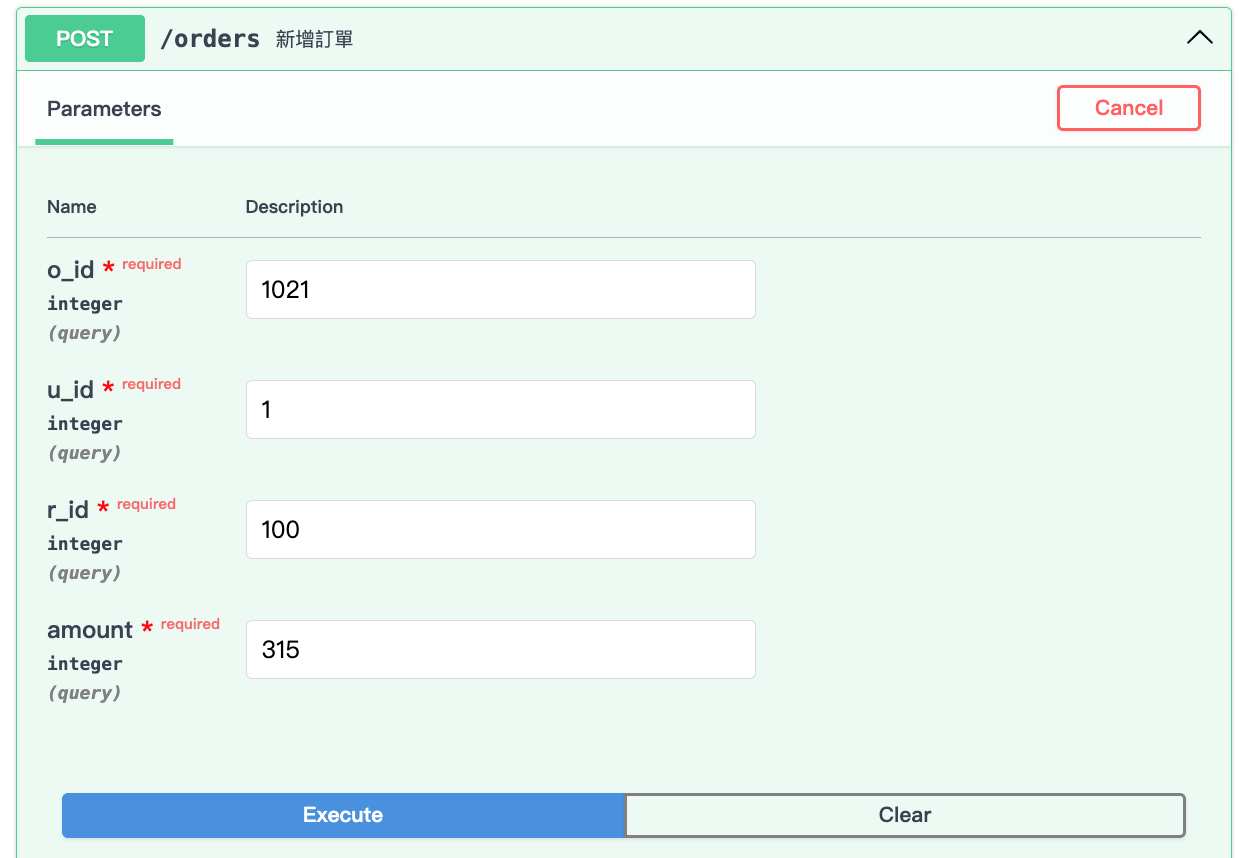 POST /orders 新增訂單
Parameters
Cancel
Name Description
o_id * required
integer
(query)
1021
u_id * required
integer
(query)
1
r_id * required
integer
(query)
100
amount * required
integer
(query)
315
Execute Clear